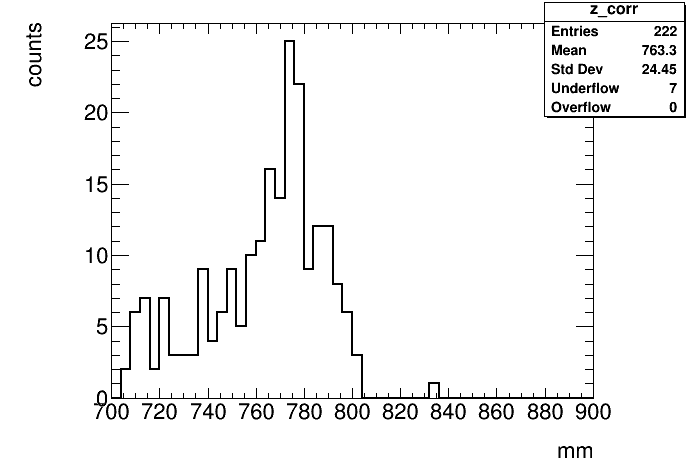 z_corr
Entries 222
Mean 763.3
Std Dev 24.45
Underflow 7
Overflow 0
counts
25
20
15
10
5
0
700 720 740 760 780 800 820 840 860 880 900
mm